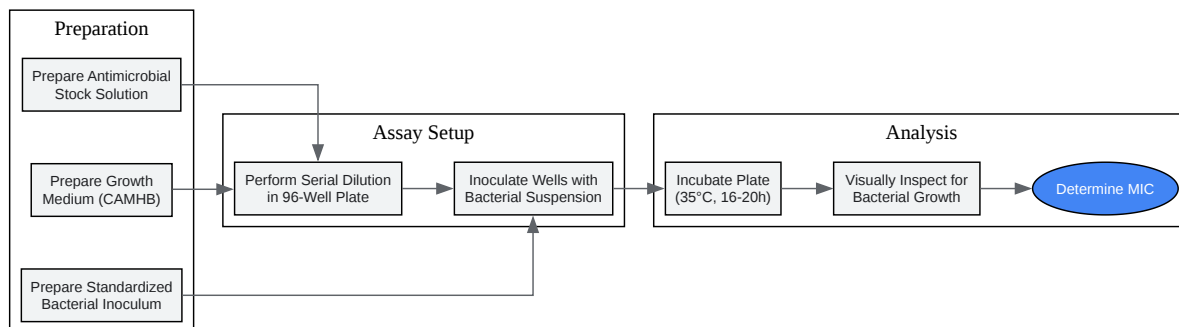 Preparation
Prepare Antimicrobial
Stock Solution
Prepare Growth
Medium (CAMHB)
Prepare Standardized
Bacterial Inoculum
Assay Setup
Perform Serial Dilution
in 96-Well Plate
Inoculate Wells with
Bacterial Suspension
Analysis
Incubate Plate
(35°C, 16-20h)
Visually Inspect for
Bacterial Growth
Determine MIC